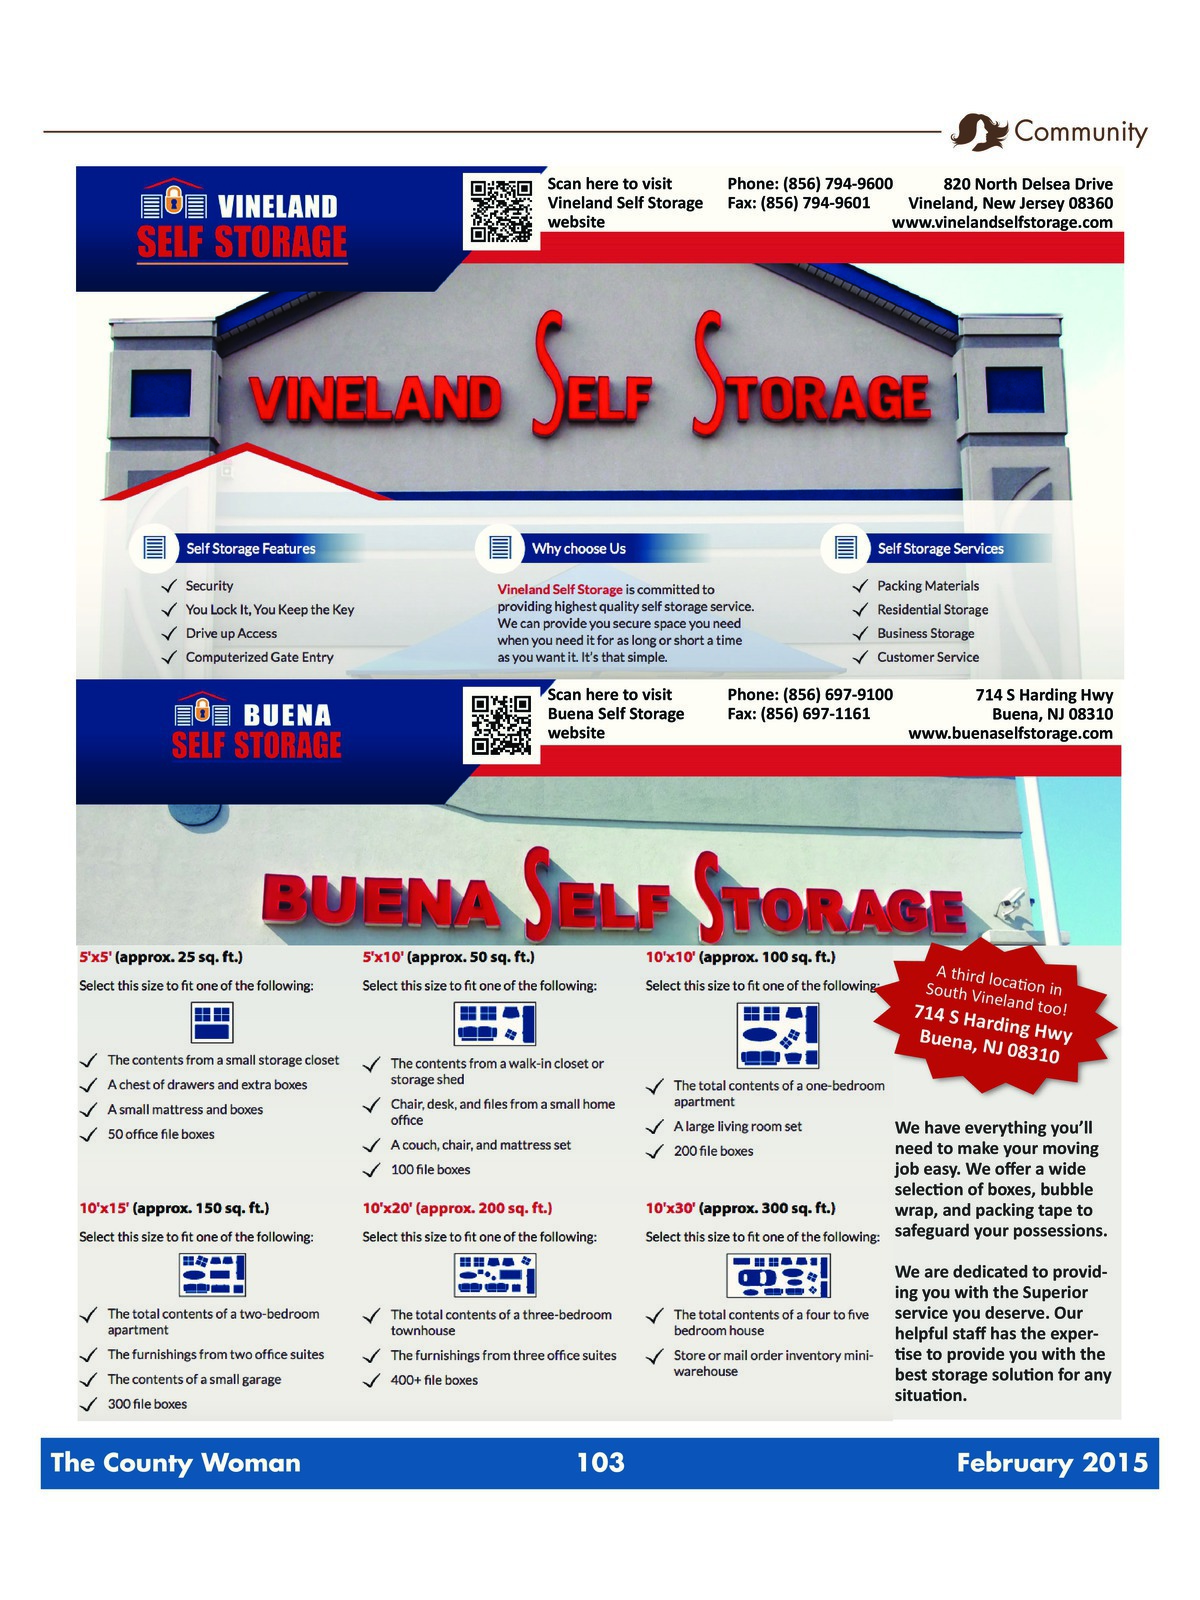 Community
VINELAND
SELF STORAGE
Scan here to visit
Vineland Self Storage
website
Phone: (856) 794-9600
Fax: (856) 794-9601
820 North Delsea Drive
Vineland, New Jersey 08360
www.vinelandselfstorage.com
VINELAND SELF STORAGE
Self Storage Features
Security
You Lock It, You Keep the Key
Drive up Access
Computerized Gate Entry
Why choose Us
Vineland Self Storage is committed to
providing highest quality self storage service.
We can provide you secure space you need
when you need it for as long or short a time
as you want it. It's that simple.
Self Storage Services
Packing Materials
Residential Storage
Business Storage
Customer Service
BUENA
SELF STORAGE
Scan here to visit
Buena Self Storage
website
Phone: (856) 697-9100
Fax: (856) 697-1161
714 S Harding Hwy
Buena, NJ 08310
www.buenaselfstorage.com
BUENA SELF STORAGE
5'x5' (approx. 25 sq. ft.)
Select this size to fit one of the following:
The contents from a small storage closet
A chest of drawers and extra boxes
A small mattress and boxes
50 office file boxes
5'x10' (approx. 50 sq. ft.)
Select this size to fit one of the following:
The contents from a walk-in closet or
storage shed
Chair, desk, and files from a small home
office
A couch, chair, and mattress set
100 file boxes
10'x10' (approx. 100 sq. ft.)
Select this size to fit one of the following:
The total contents of a one-bedroom
apartment
A large living room set
200 file boxes
A third location in
South Vineland too!
714 S Harding Hwy
Buena, NJ 08310
10'x15' (approx. 150 sq. ft.)
Select this size to fit one of the following:
The total contents of a two-bedroom
apartment
The furnishings from two office suites
The contents of a small garage
300 file boxes
10'x20' (approx. 200 sq. ft.)
Select this size to fit one of the following:
The total contents of a three-bedroom
townhouse
The furnishings from three office suites
400+ file boxes
10'x30' (approx. 300 sq. ft.)
Select this size to fit one of the following:
The total contents of a four to five
bedroom house
Store or mail order inventory mini-
warehouse
We have everything you'll
need to make your moving
job easy. We offer a wide
selection of boxes, bubble
wrap, and packing tape to
safeguard your possessions.
We are dedicated to provid-
ing you with the Superior
service you deserve. Our
helpful staff has the exper-
tise to provide you with the
best storage solution for any
situation.
The County Woman
103
February 2015